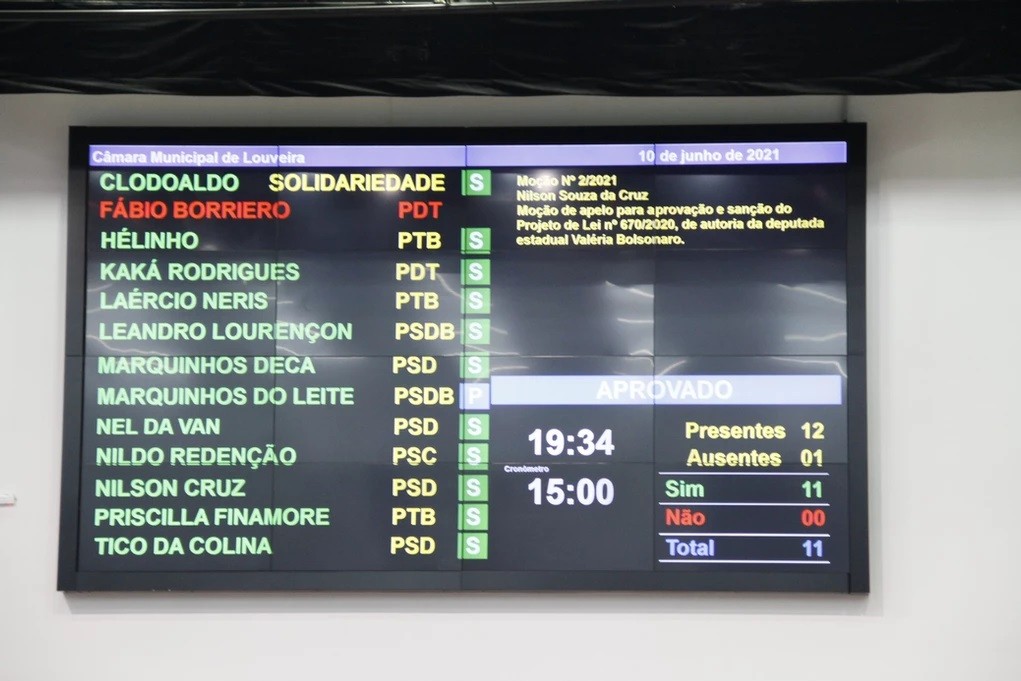 Câmara Municipal de Louveira 10 de junho de 2021
CLODOALDO SOLIDARIEDADE S
FÁBIO BORRIERO PDT
HÉLINHO PTB S
KAKÁ RODRIGUES PDT S
LAÉRCIO NERIS PTB S
LEANDRO LOURENÇON PSDB S
MARQUINHOS DECA PSD S
MARQUINHOS DO LEITE PSDB P
NEL DA VAN PSD S
NILDO REDENÇÃO PSC S
NILSON CRUZ PSD S
PRISCILLA FINAMORE PTB S
TICO DA COLINA PSD S
Moção Nº 2/2021
Nilson Souza da Cruz
Moção de apelo para aprovação e sanção do
Projeto de Lei nº 670/2020, de autoria da deputada
estadual Valéria Bolsonaro.
APROVADO
19:34
Cronômetro
15:00
Presentes 12
Ausentes 01
Sim 11
Não 00
Total 11